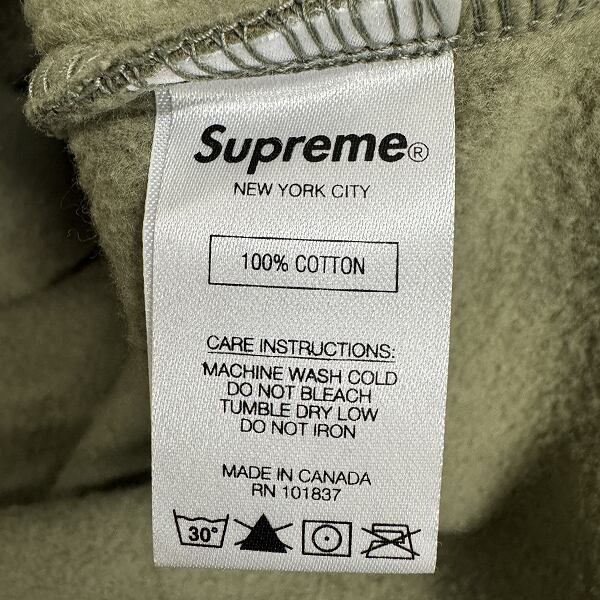 Supreme®
NEW YORK CITY
100% COTTON
CARE INSTRUCTIONS:
MACHINE WASH COLD
DO NOT BLEACH
TUMBLE DRY LOW
DO NOT IRON
MADE IN CANADA
RN 101837
30°